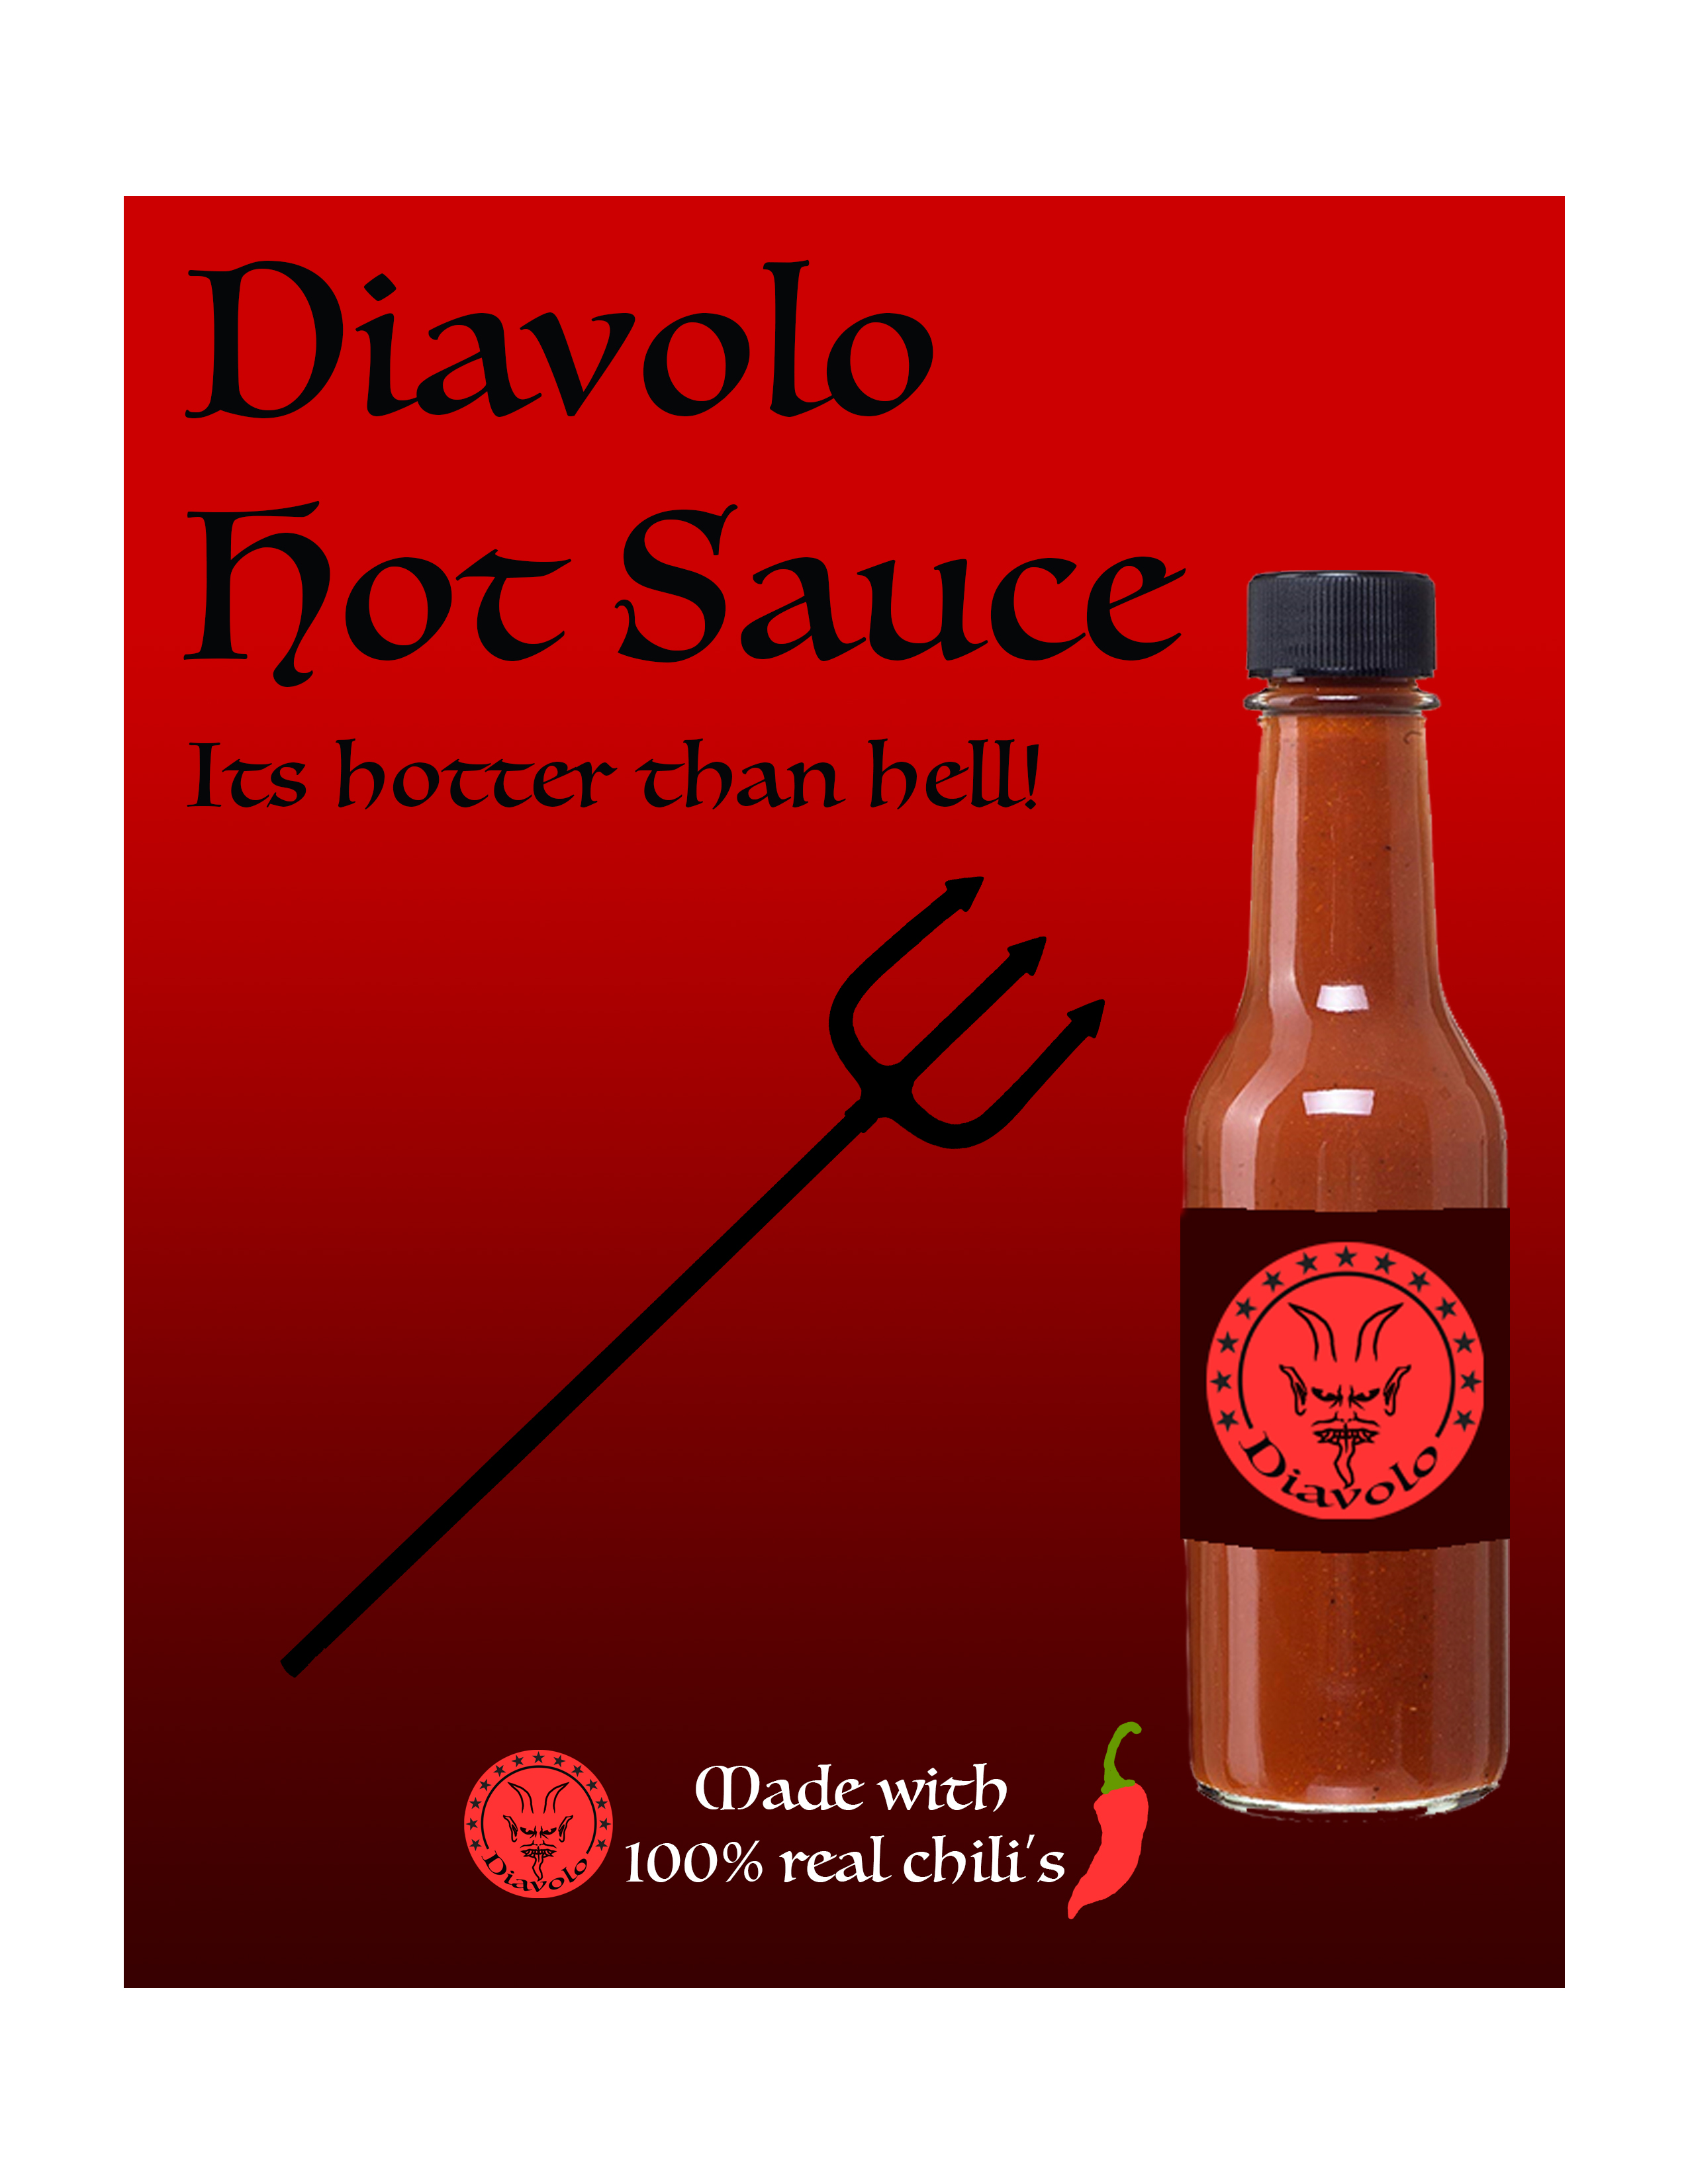 Diavolo
Hot Sauce
Its hotter than hell!
Diavolo
Diavolo
Made with
100% real chili's